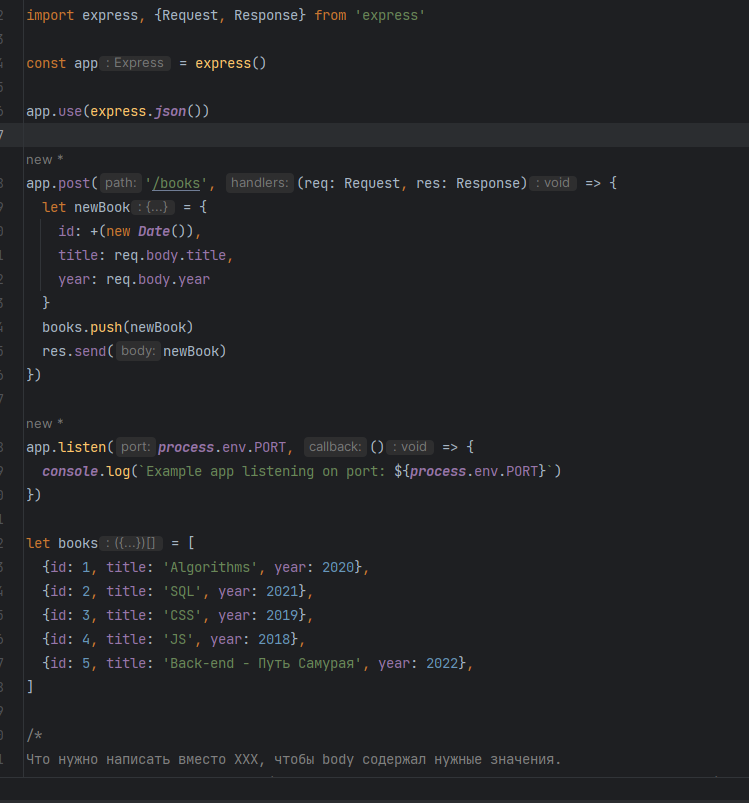 import express, {Request, Response} from 'express'
const app : Express = express()
app.use(express.json())
new *
app.post( path: '/books', handlers: (req: Request, res: Response) : void => {
let newBook : {...} = {
id: +(new Date()),
title: req.body.title,
year: req.body.year
}
books.push(newBook)
res.send( body: newBook)
})
new *
app.listen( port: process.env.PORT, callback: () : void => {
console.log(`Example app listening on port: ${process.env.PORT}`)
})
let books : ({...})[] = [
{id: 1, title: 'Algorithms', year: 2020},
{id: 2, title: 'SQL', year: 2021},
{id: 3, title: 'CSS', year: 2019},
{id: 4, title: 'JS', year: 2018},
{id: 5, title: 'Back-end - Путь Самурая', year: 2022},
]
/*
Что нужно написать вместо XXX, чтобы body содержал нужные значения.